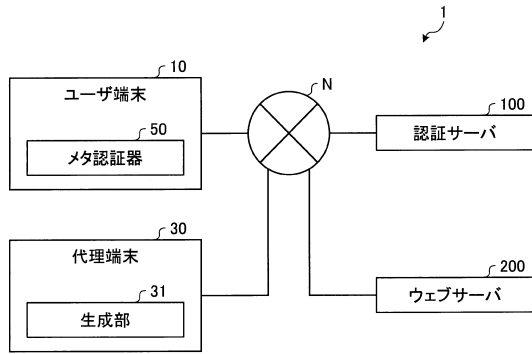 1
10
ユーザ端末
50
メタ認証器
N
100
認証サーバ
30
代理端末
31
生成部
200
ウェブサーバ